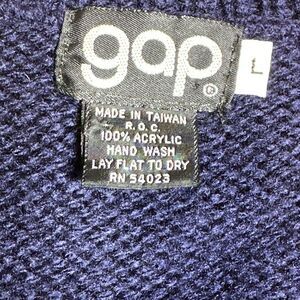 gap ©
L
MADE IN TAIWAN
R.O.C.
100% ACRYLIC
HAND WASH
LAY FLAT TO DRY
RN 54023